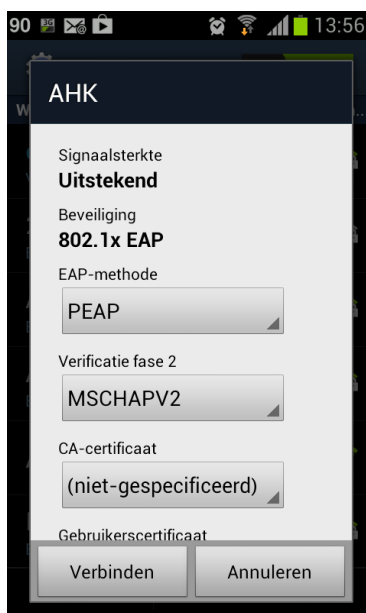 90 3G 13:56
W
AHK
Signaalsterkte
Uitstekend
Beveiliging
802.1x EAP
EAP-methode
PEAP
Verificatie fase 2
MSCHAPV2
CA-certificaat
(niet-gespecificeerd)
Gebruikerscertificaat
Verbinden Annuleren